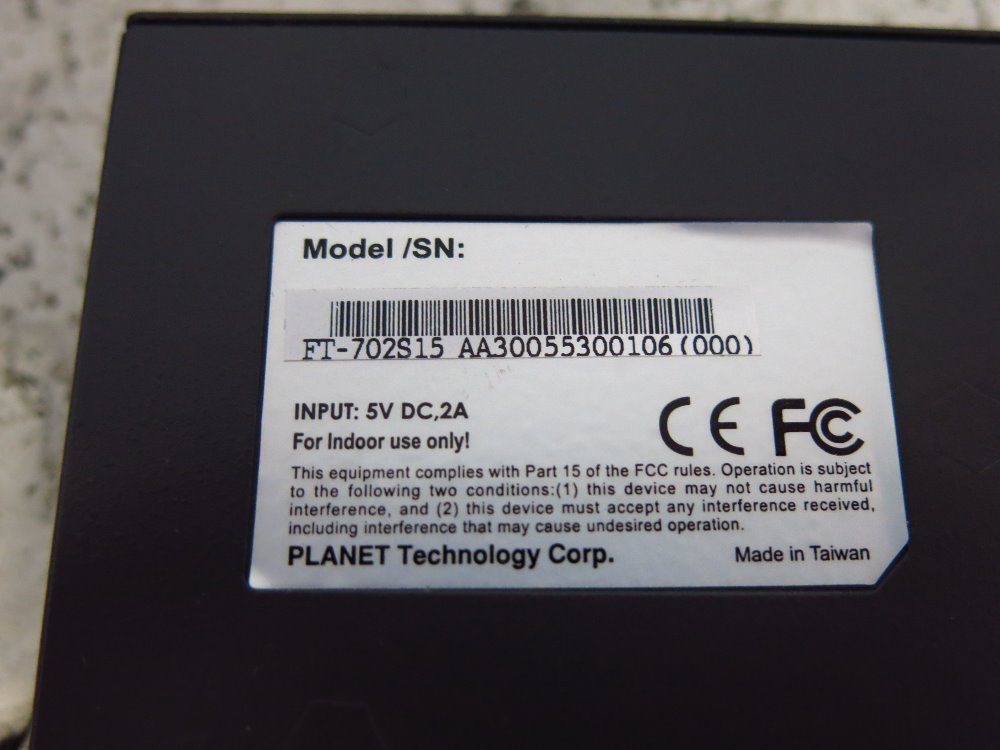 Model /SN:
FT-702S15 AA30055300106(000)
INPUT: 5V DC,2A
For Indoor use only!
CE FC
This equipment complies with Part 15 of the FCC rules. Operation is subject
to the following two conditions:(1) this device may not cause harmful
interference, and (2) this device must accept any interference received,
including interference that may cause undesired operation.
PLANET Technology Corp.
Made in Taiwan